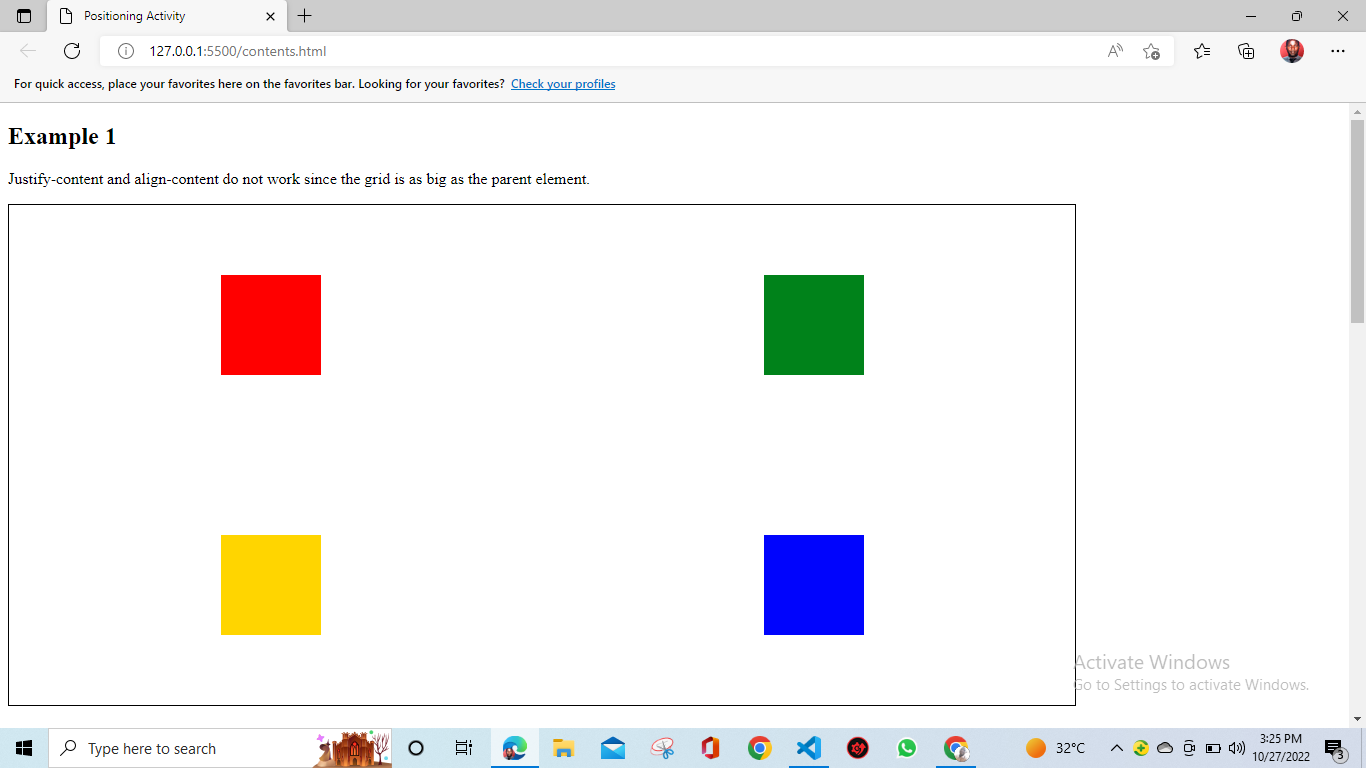 Positioning Activity
127.0.0.1:5500/contents.html
For quick access, place your favorites here on the favorites bar. Looking for your favorites? Check your profiles
Example 1
Justify-content and align-content do not work since the grid is as big as the parent element.
Activate Windows
Go to Settings to activate Windows.
Type here to search
32°C
3:25 PM
10/27/2022
3